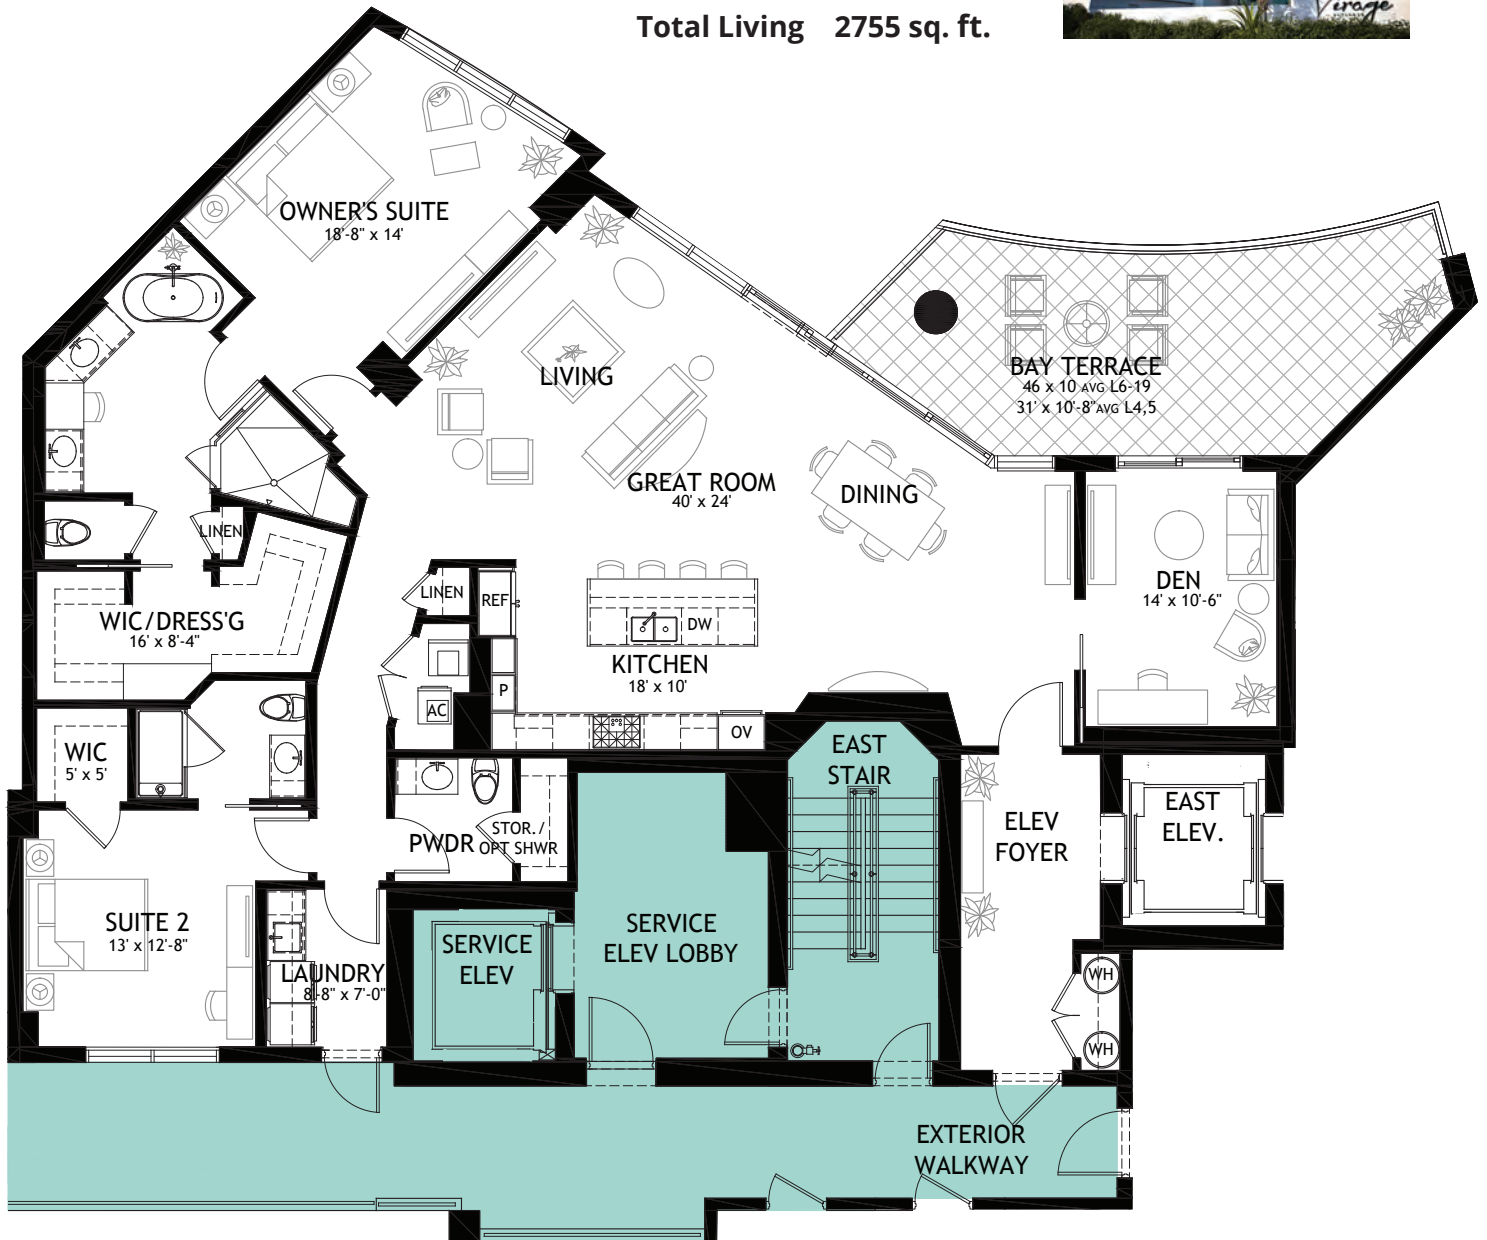 Total Living 2755 sq. ft.
Virage
OWNER'S SUITE
18'-8" x 14'
LIVING
BAY TERRACE
46 x 10 AVG L6-19
31' x 10'-8" AVG L4,5
GREAT ROOM
40' x 24'
DINING
LINEN
WIC/DRESS'G
16' x 8'-4"
LINEN
REF
DW
DEN
14' x 10'-6"
KITCHEN
18' x 10'
P
AC
OV
WIC
5' x 5'
EAST
STAIR
EAST
ELEV.
ELEV
FOYER
PWDR
STOR./
OPT SHWR
SUITE 2
13' x 12'-8"
LAUNDRY
8'-8" x 7'-0"
SERVICE
ELEV
SERVICE
ELEV LOBBY
WH
WH
EXTERIOR
WALKWAY